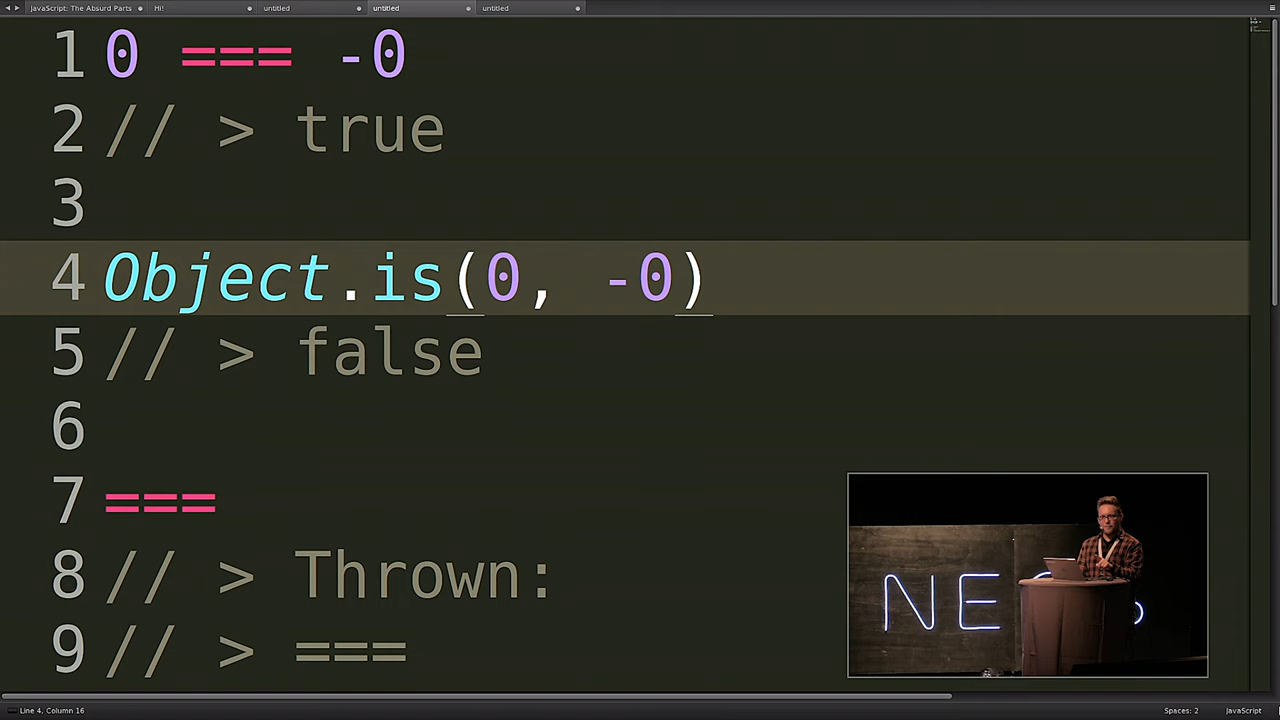 JavaScript: The Absurd Parts
Hi!
untitled
untitled
untitled
1 0 === -0
2 // > true
3
4 Object.is(0, -0)
5 // > false
6
7 ===
8 // > Thrown:
9 // > ===
NE
Line 4, Column 16
Spaces: 2
JavaScript